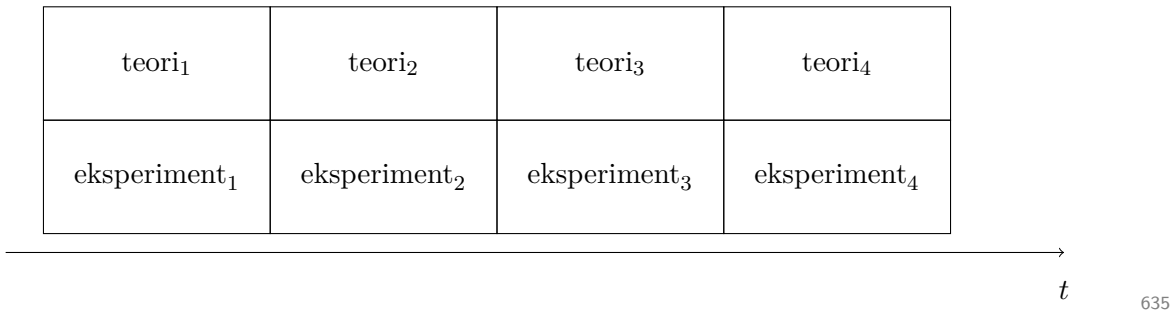 teori₁ teori₂ teori₃ teori₄
eksperiment₁ eksperiment₂ eksperiment₃ eksperiment₄
t
635